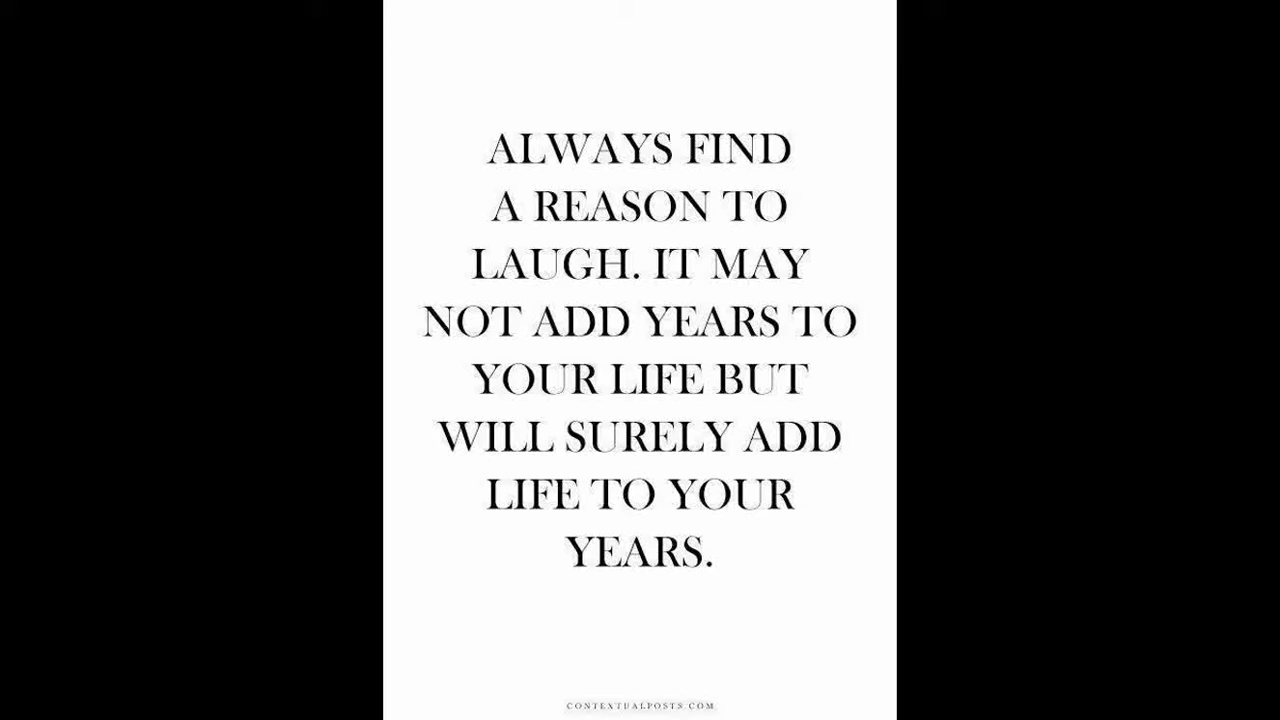 ALWAYS FIND
A REASON TO
LAUGH. IT MAY
NOT ADD YEARS TO
YOUR LIFE BUT
WILL SURELY ADD
LIFE TO YOUR
YEARS.
CONTEXTUALPOSTS.COM